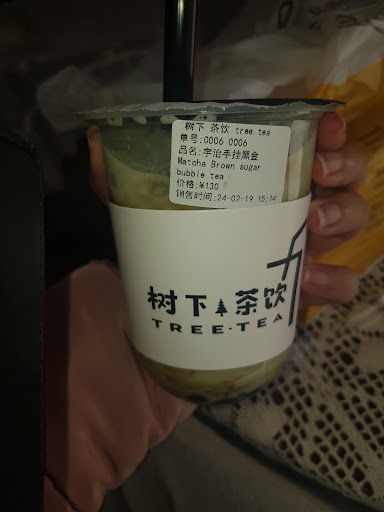 树下 茶饮 tree tea
单号:0006 0006
品名:宇治手挂黑金
Matcha Brown sugar
bubble tea
价格:¥130
销售时间:24-02-19 15:14
树下 茶饮
TREE·TEA